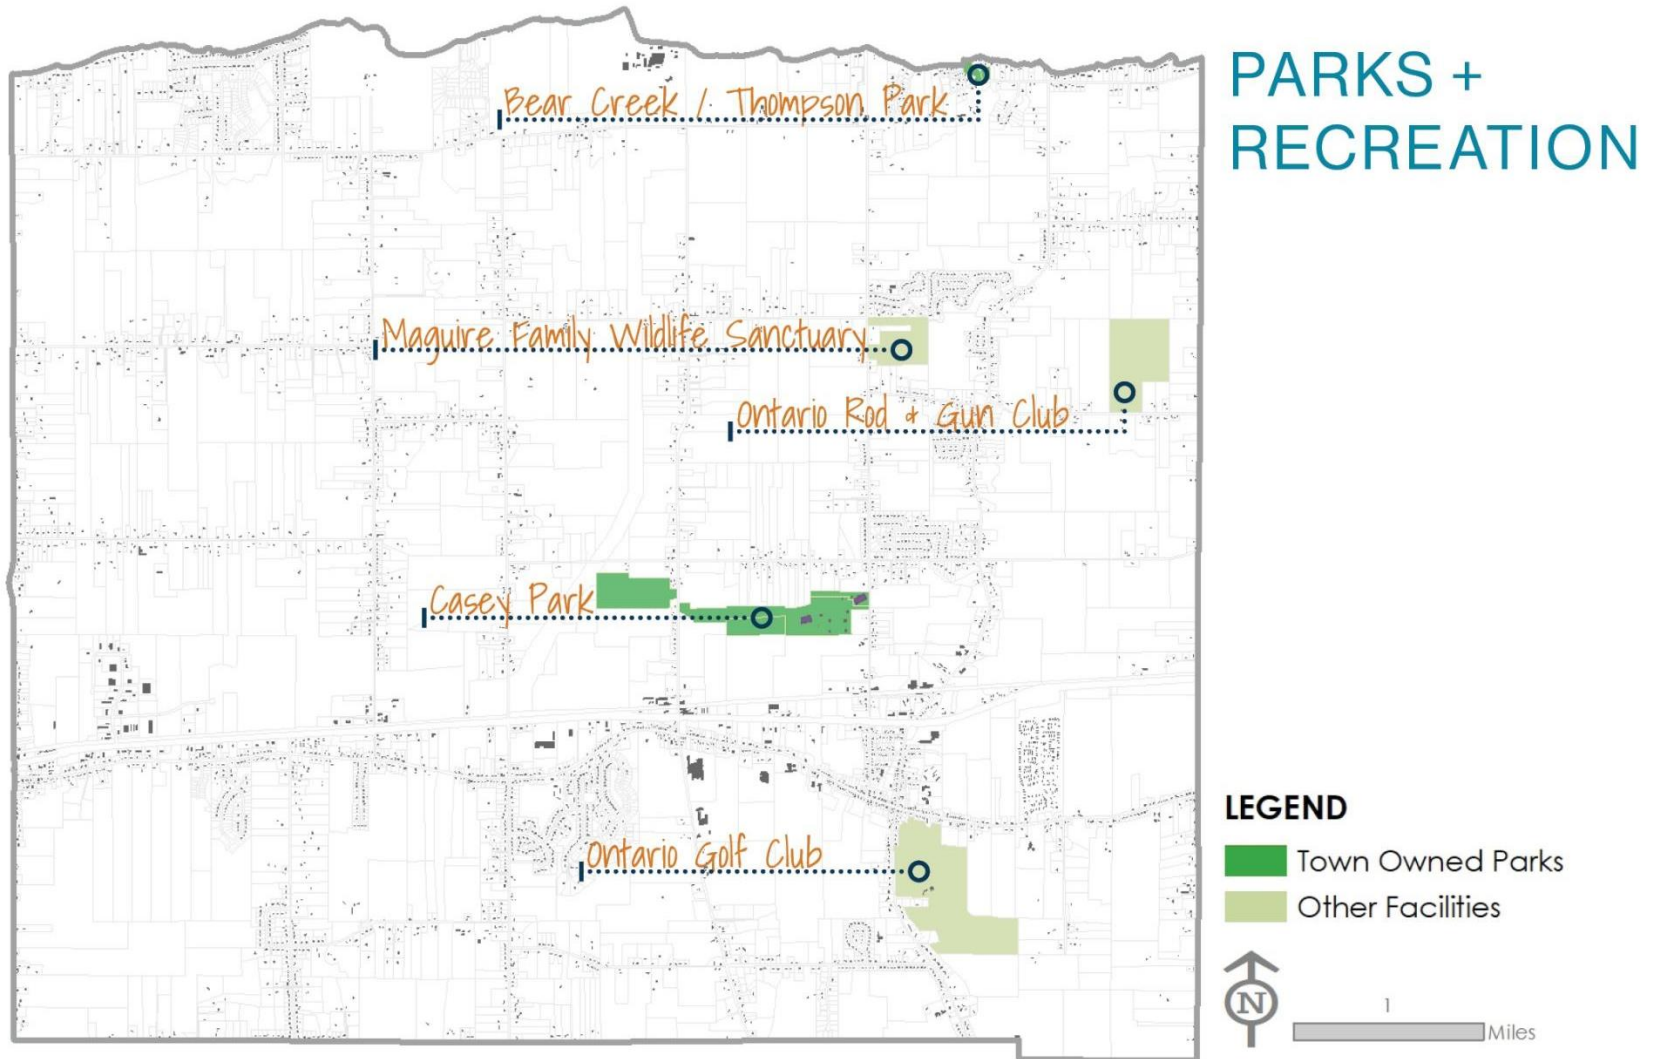 PARKS +
RECREATION
Bear Creek / Thompson Park
Maguire Family Wildlife Sanctuary
Ontario Rod & Gun Club
Casey Park
Ontario Golf Club
LEGEND
Town Owned Parks
Other Facilities
N
1
Miles